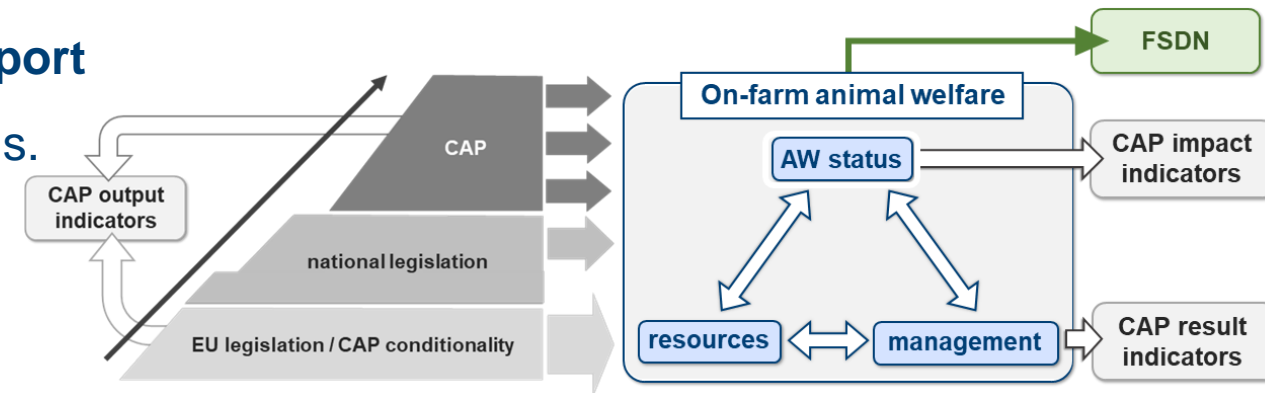 port
s.
CAP output
indicators
CAP
national legislation
EU legislation / CAP conditionality
On-farm animal welfare
AW status
resources
management
FSDN
CAP impact
indicators
CAP result
indicators